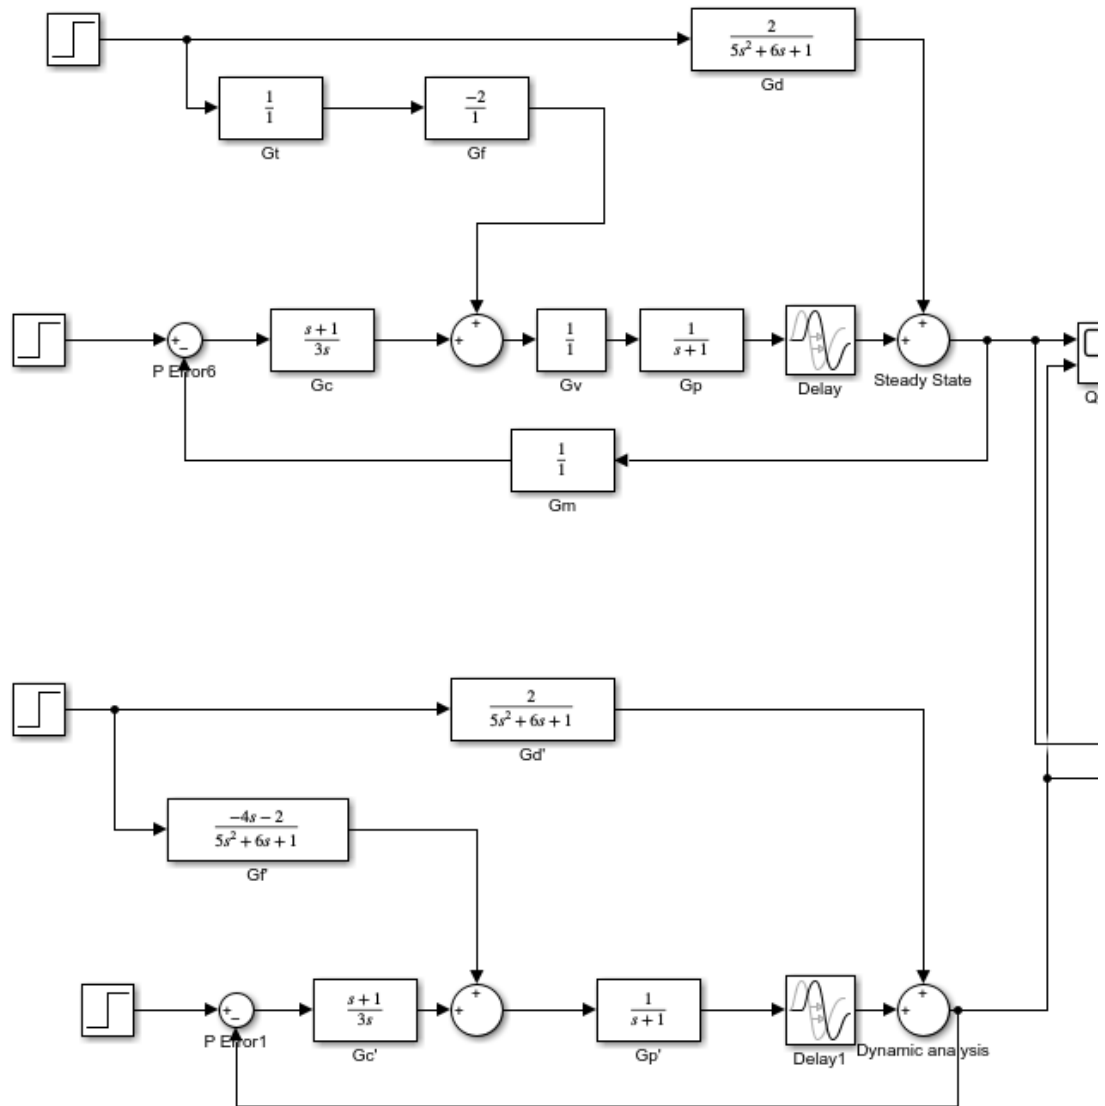 2
5s² + 6s + 1
Gd
1
1
Gt
-2
1
Gf
+
+
−
P Error6
s + 1
3s
Gc
+
+
1
1
Gv
1
s + 1
Gp
Delay
+
+
Steady State
1
1
Gm
2
5s² + 6s + 1
Gd'
-4s - 2
5s² + 6s + 1
Gf'
+
−
P Error1
s + 1
3s
Gc'
+
+
1
s + 1
Gp'
Delay1
+
+
Dynamic analysis